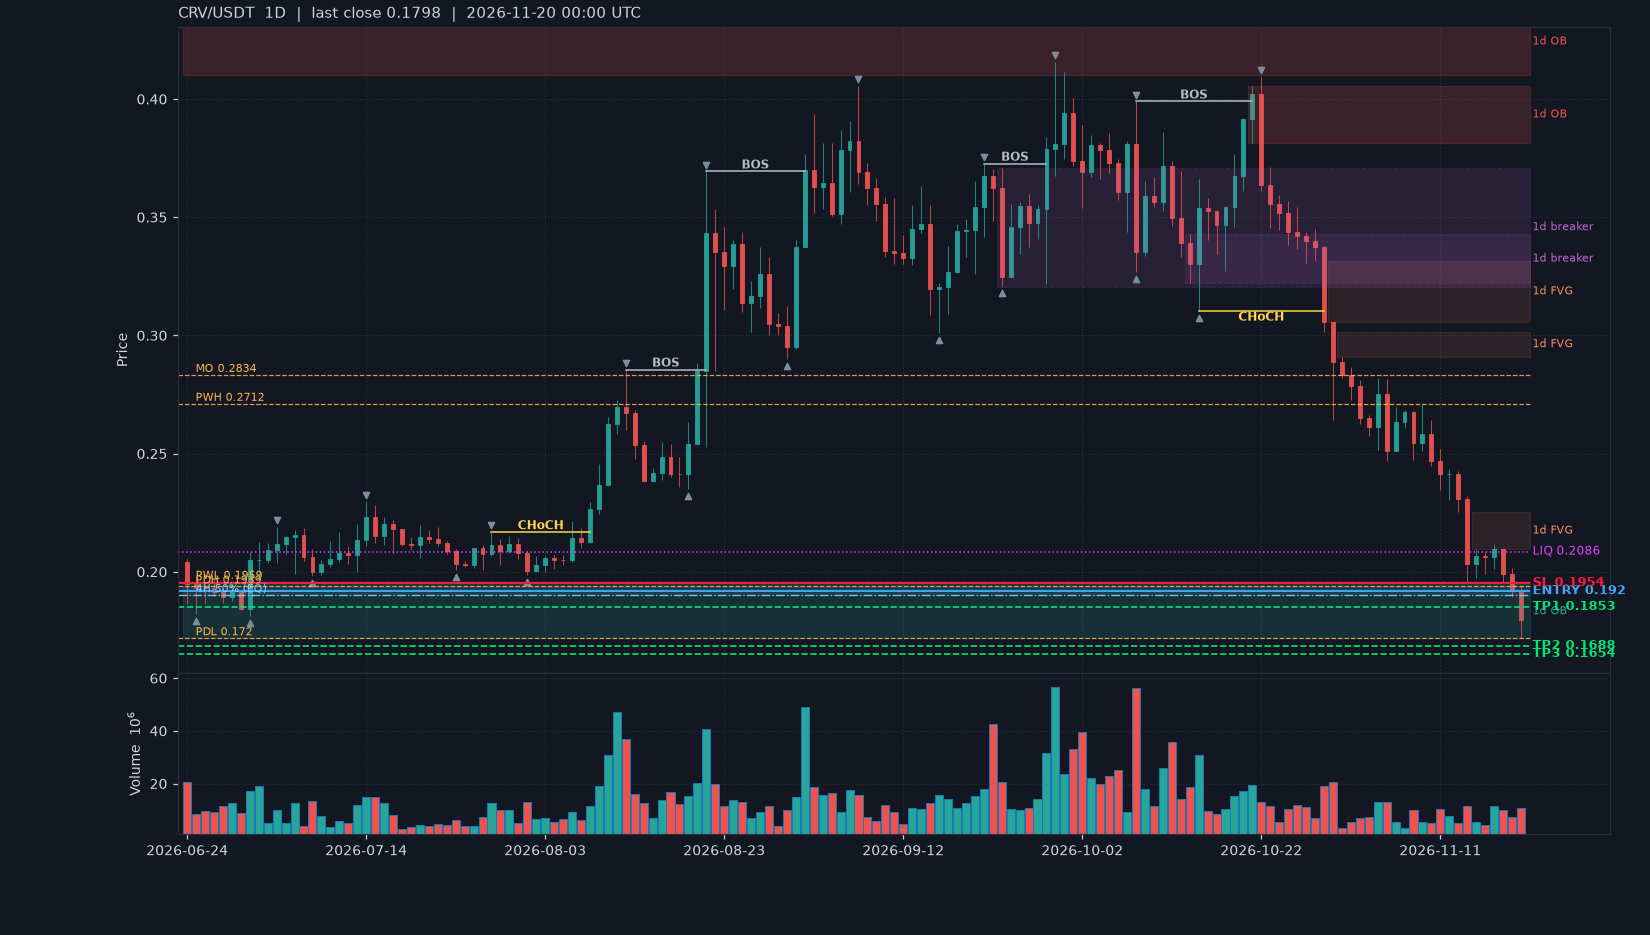 CRV/USDT 1D | last close 0.1798 | 2026-11-20 00:00 UTC
1d OB
0.40
BOS
1d OB
BOS
BOS
0.35
1d breaker
1d breaker
1d FVG
CHoCH
0.30
Price
1d FVG
BOS
MO 0.2834
PWH 0.2712
0.25
CHoCH
1d FVG
LIQ 0.2086
0.20
PWL 0.1959
SL 0.1954
ENTRY 0.192
TP1 0.1853
1d OB
PDL 0.172
TP2 0.1688
TP3 0.1654
60
40
20
Volume 10⁶
2026-06-24
2026-07-14
2026-08-03
2026-08-23
2026-09-12
2026-10-02
2026-10-22
2026-11-11